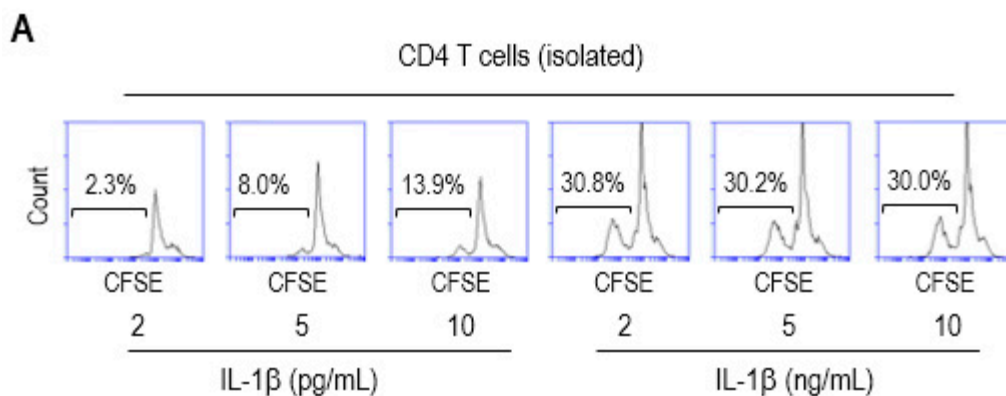 A
CD4 T cells (isolated)
Count
2.3% 8.0% 13.9% 30.8% 30.2% 30.0%
CFSE CFSE CFSE CFSE CFSE CFSE
2 5 10 2 5 10
IL-1β (pg/mL) IL-1β (ng/mL)